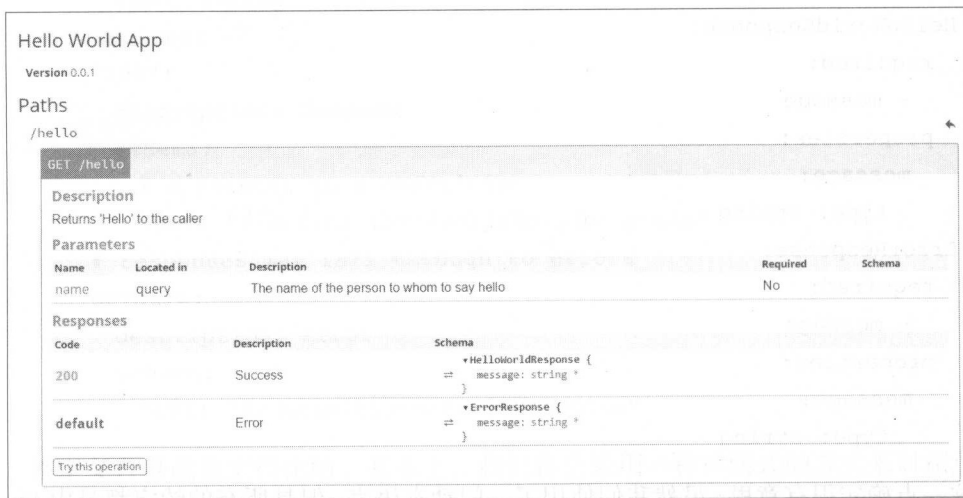 Hello World App
Version 0.0.1
Paths
/hello
GET /hello
Description
Returns 'Hello' to the caller
Parameters
Name Located in Description Required Schema
name query The name of the person to whom to say hello No
Responses
Code Description Schema
200 Success ⇄ ▾HelloWorldResponse {
message: string *
}
default Error ⇄ ▾ErrorResponse {
message: string *
}
Try this operation